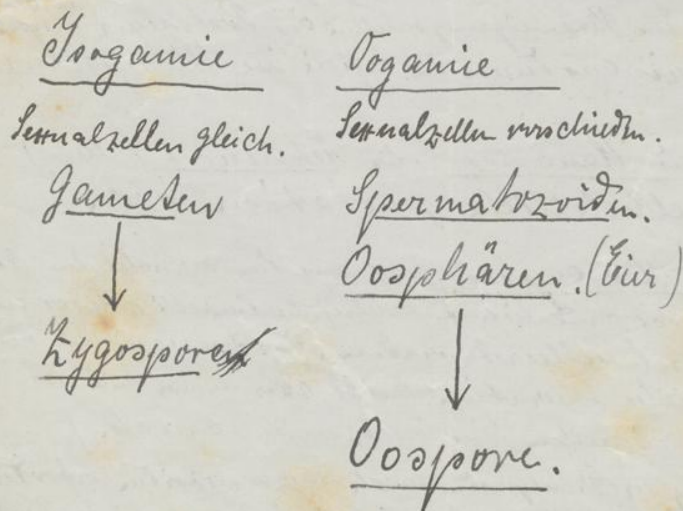 Isogamie
Sexualzellen gleich.
Gameten
Zygospore
Oogamie
Sexualzellen verschieden.
Spermatozoiden.
Oosphären. (Eier)
Oospore.